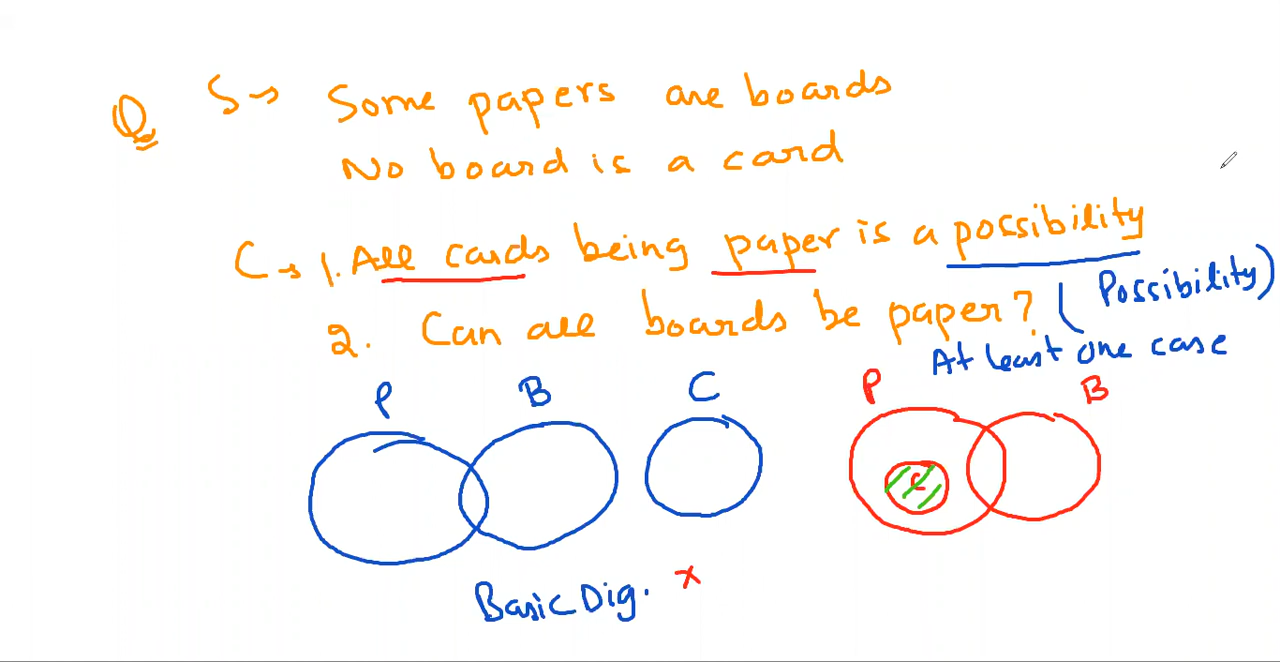 Q S→ Some papers are boards
No board is a card
C→ 1. All cards being paper is a possibility
2. Can all boards be paper? (Possibility)
At least one case
P B C P B
C
Basic Dig. x